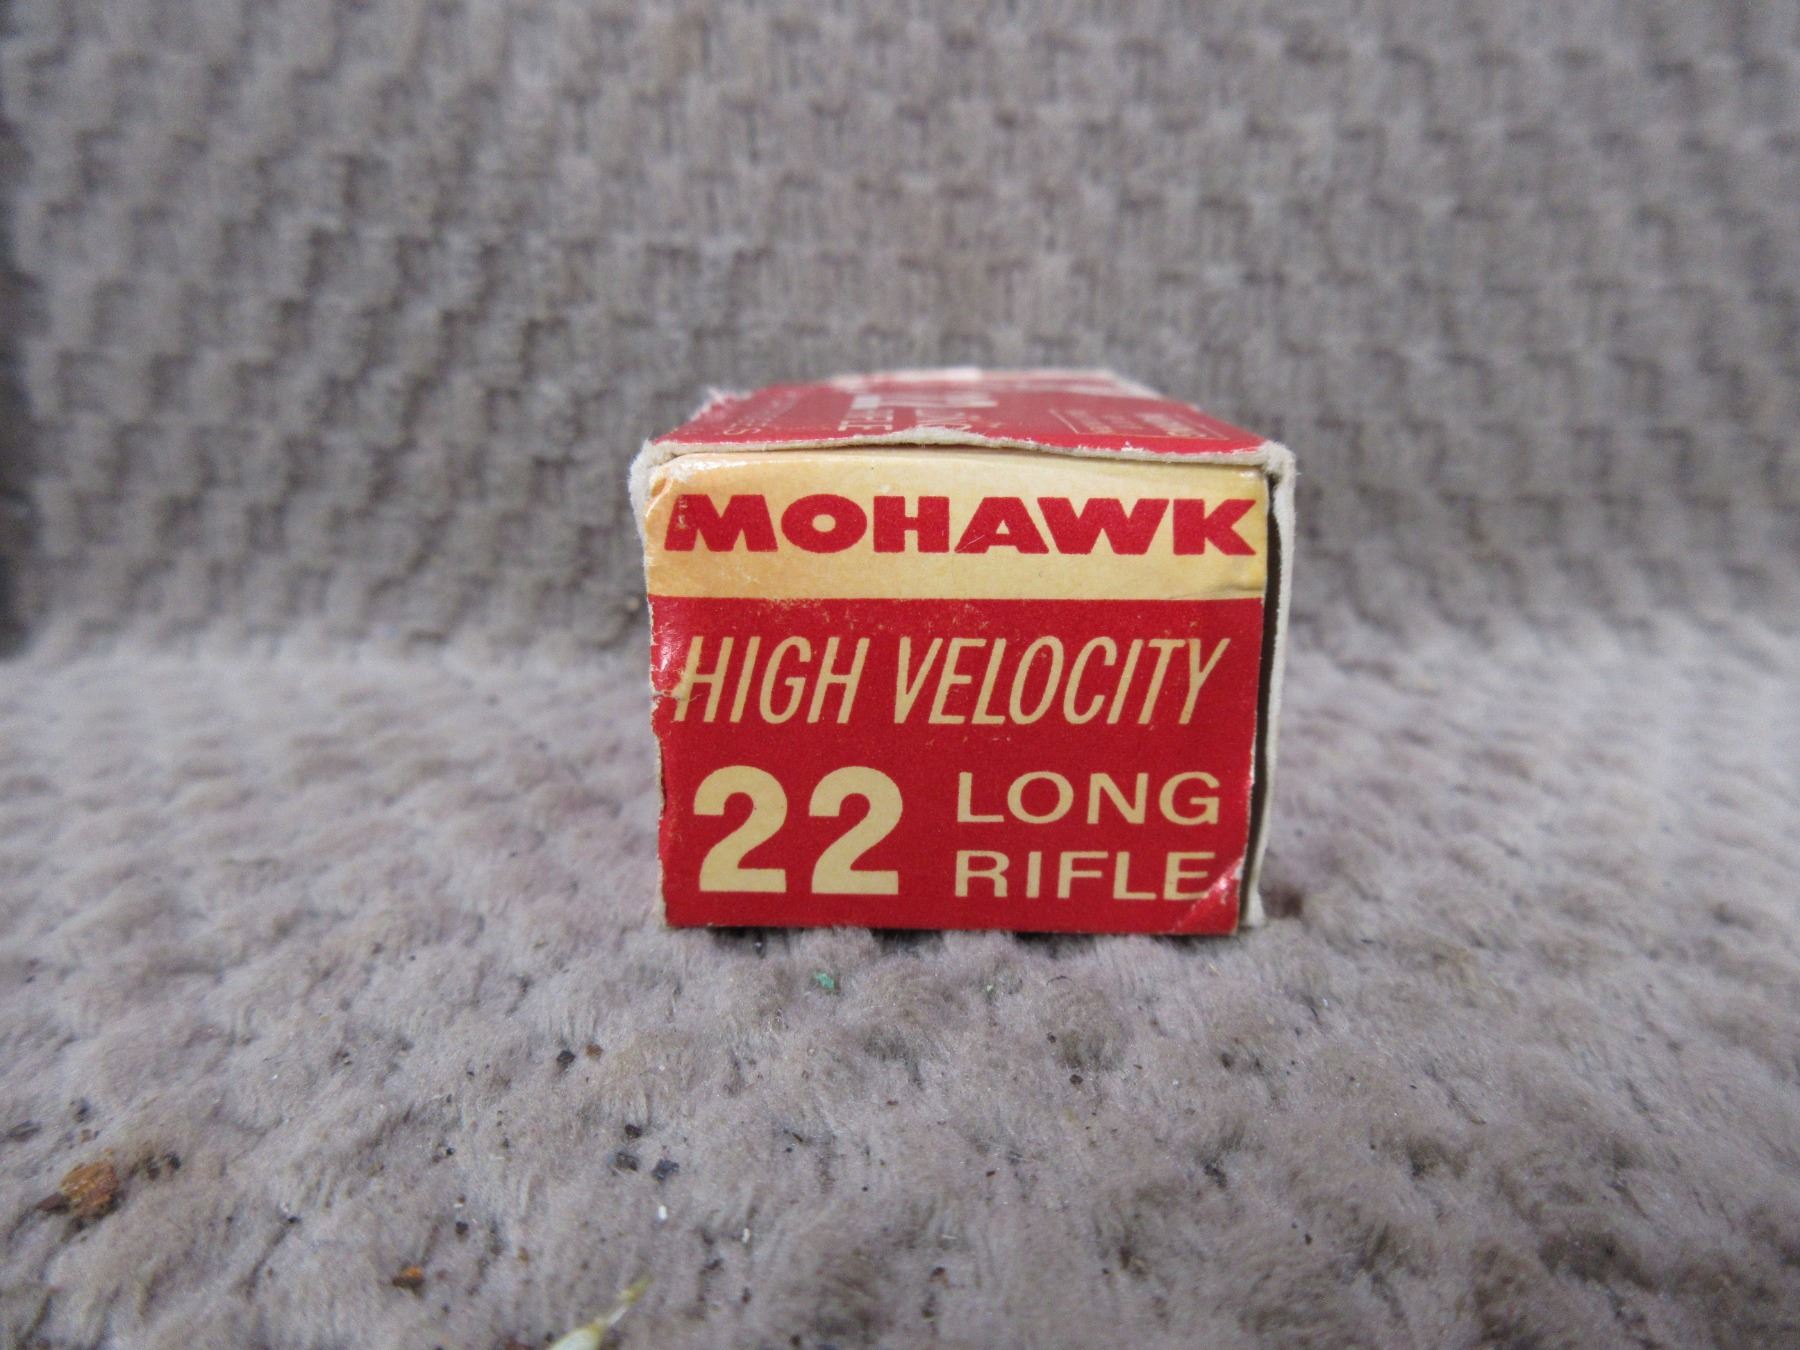 MOHAWK
HIGH VELOCITY
22 LONG
RIFLE